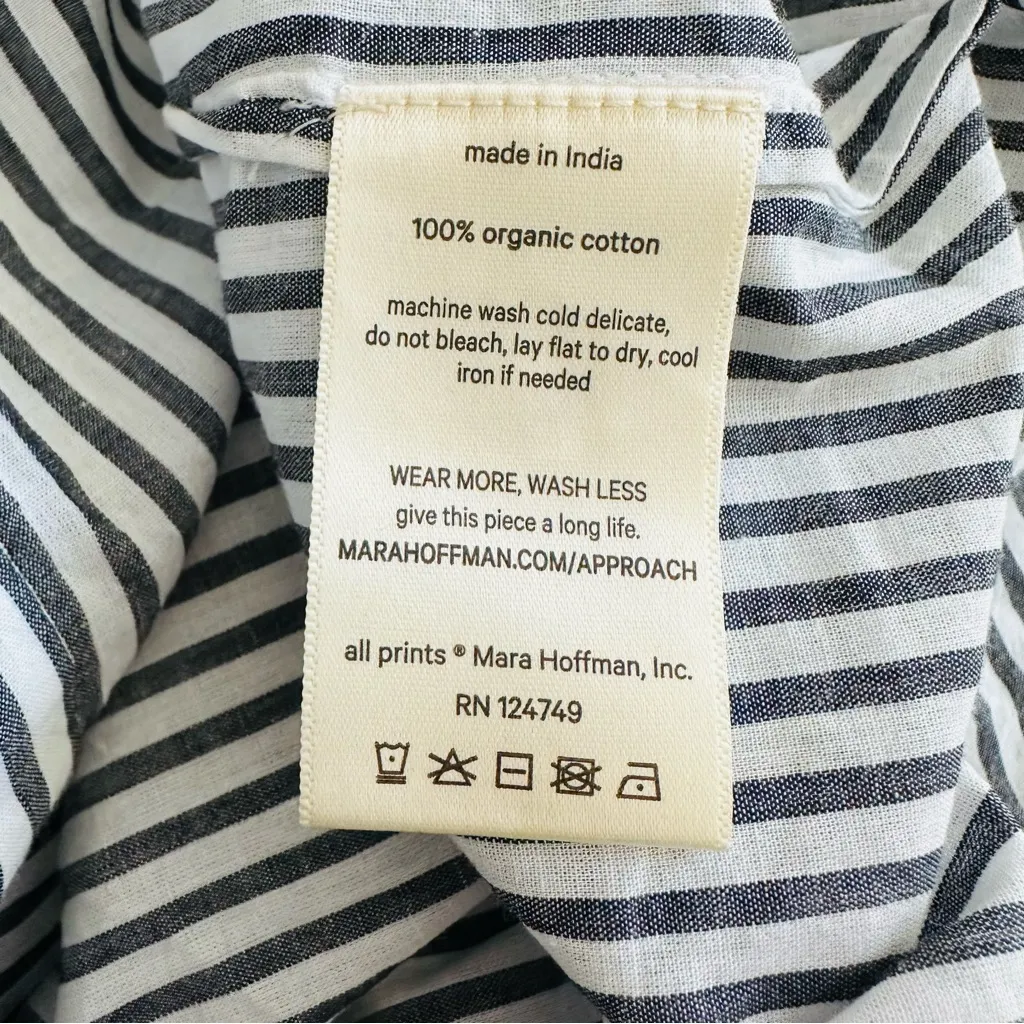 made in India
100% organic cotton
machine wash cold delicate,
do not bleach, lay flat to dry, cool
iron if needed
WEAR MORE, WASH LESS
give this piece a long life.
MARAHOFFMAN.COM/APPROACH
all prints ® Mara Hoffman, Inc.
RN 124749